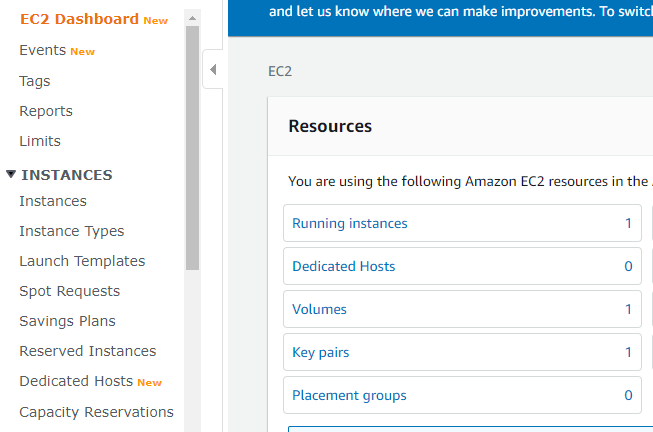 EC2 Dashboard New
Events New
Tags
Reports
Limits
INSTANCES
Instances
Instance Types
Launch Templates
Spot Requests
Savings Plans
Reserved Instances
Dedicated Hosts New
Capacity Reservations
and let us know where we can make improvements. To switch
EC2
Resources
You are using the following Amazon EC2 resources in the
Running instances 1
Dedicated Hosts 0
Volumes 1
Key pairs 1
Placement groups 0